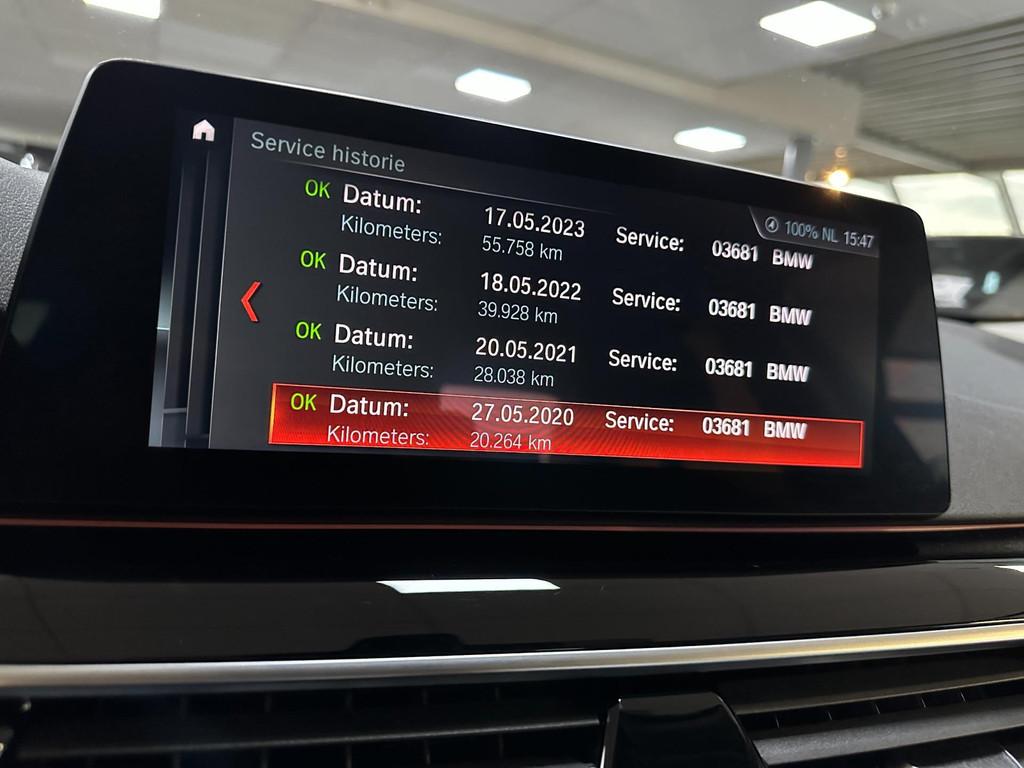 Service historie
100% NL 15:47
OK Datum: 17.05.2023 Service: 03681 BMW
Kilometers: 55.758 km
OK Datum: 18.05.2022 Service: 03681 BMW
Kilometers: 39.928 km
OK Datum: 20.05.2021 Service: 03681 BMW
Kilometers: 28.038 km
OK Datum: 27.05.2020 Service: 03681 BMW
Kilometers: 20.264 km